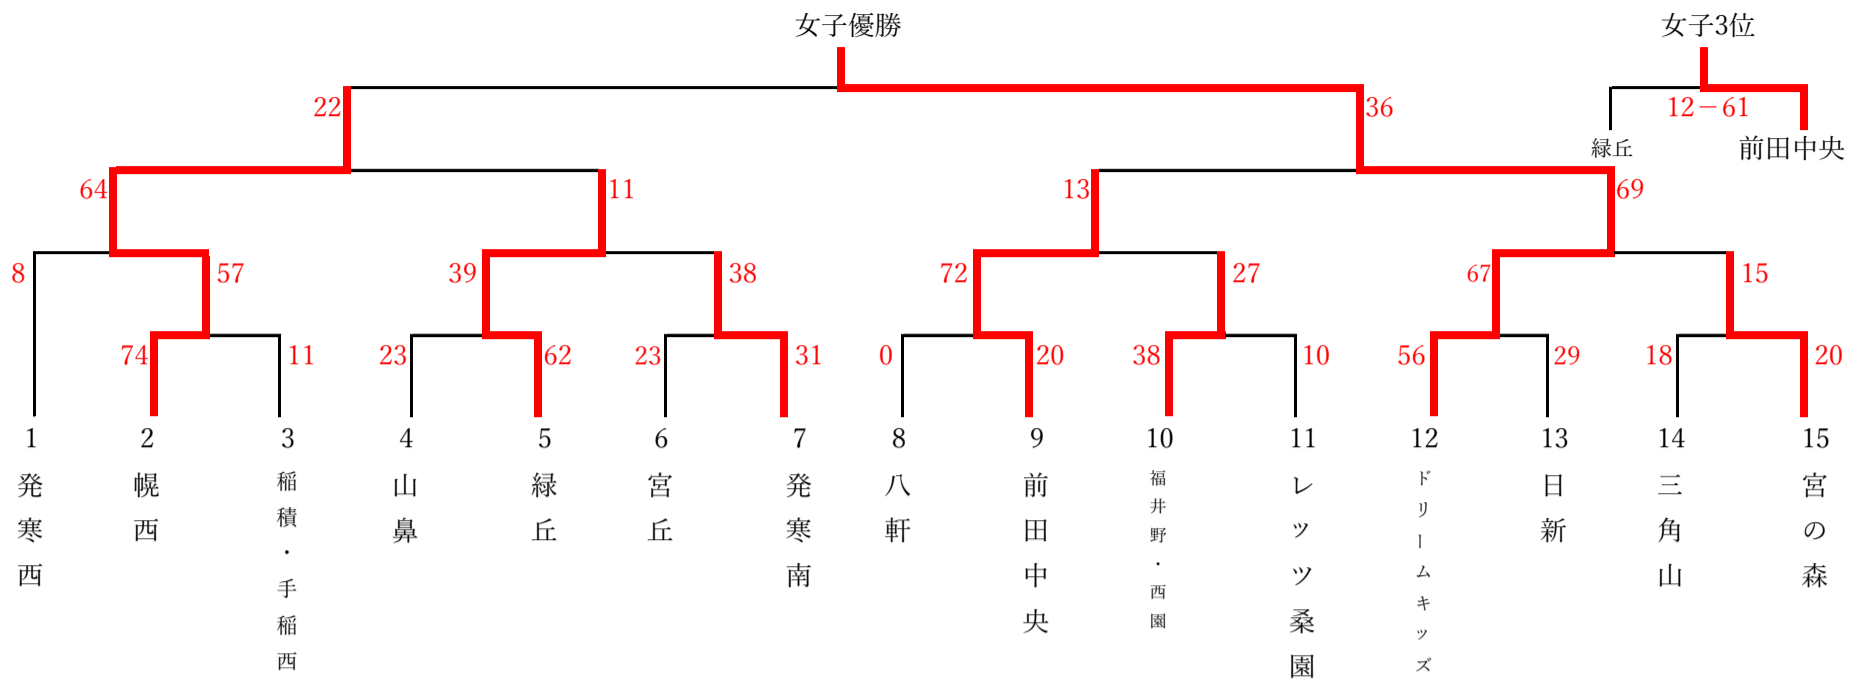 女子優勝
女子3位
22
36
12－61
緑丘
前田中央
64
11
13
69
8
57
39
38
72
27
67
15
74
11
23
62
23
31
0
20
38
10
56
29
18
20
1
2
3
4
5
6
7
8
9
10
11
12
13
14
15
発寒西
幌西
稲積・手稲西
山鼻
緑丘
宮丘
発寒南
八軒
前田中央
福井野・西園
レッツ桑園
ドリームキッズ
日新
三角山
宮の森